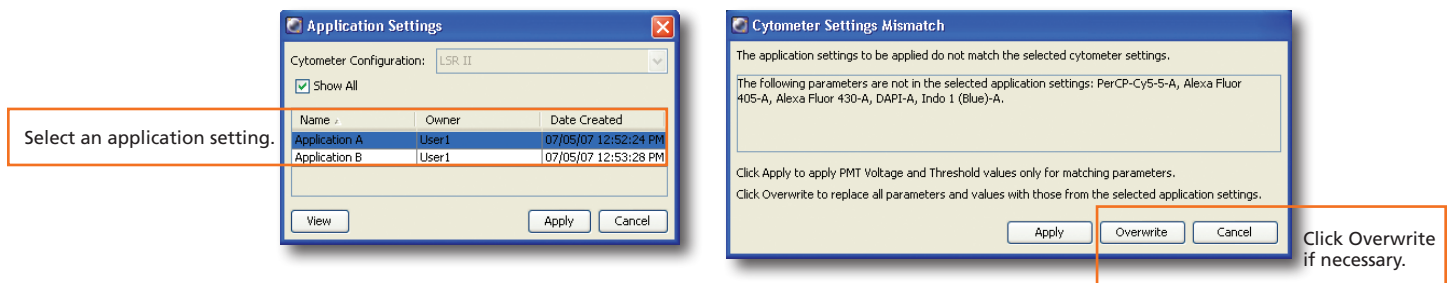 Application Settings
Cytometer Configuration: LSR II
Show All
Name Owner Date Created
Application A User1 07/05/07 12:52:24 PM
Application B User1 07/05/07 12:53:28 PM
View Apply Cancel
Select an application setting.
Cytometer Settings Mismatch
The application settings to be applied do not match the selected cytometer settings.
The following parameters are not in the selected application settings: PerCP-Cy5-5-A, Alexa Fluor
405-A, Alexa Fluor 430-A, DAPI-A, Indo 1 (Blue)-A.
Click Apply to apply PMT Voltage and Threshold values only for matching parameters.
Click Overwrite to replace all parameters and values with those from the selected application settings.
Apply Overwrite Cancel
Click Overwrite
if necessary.